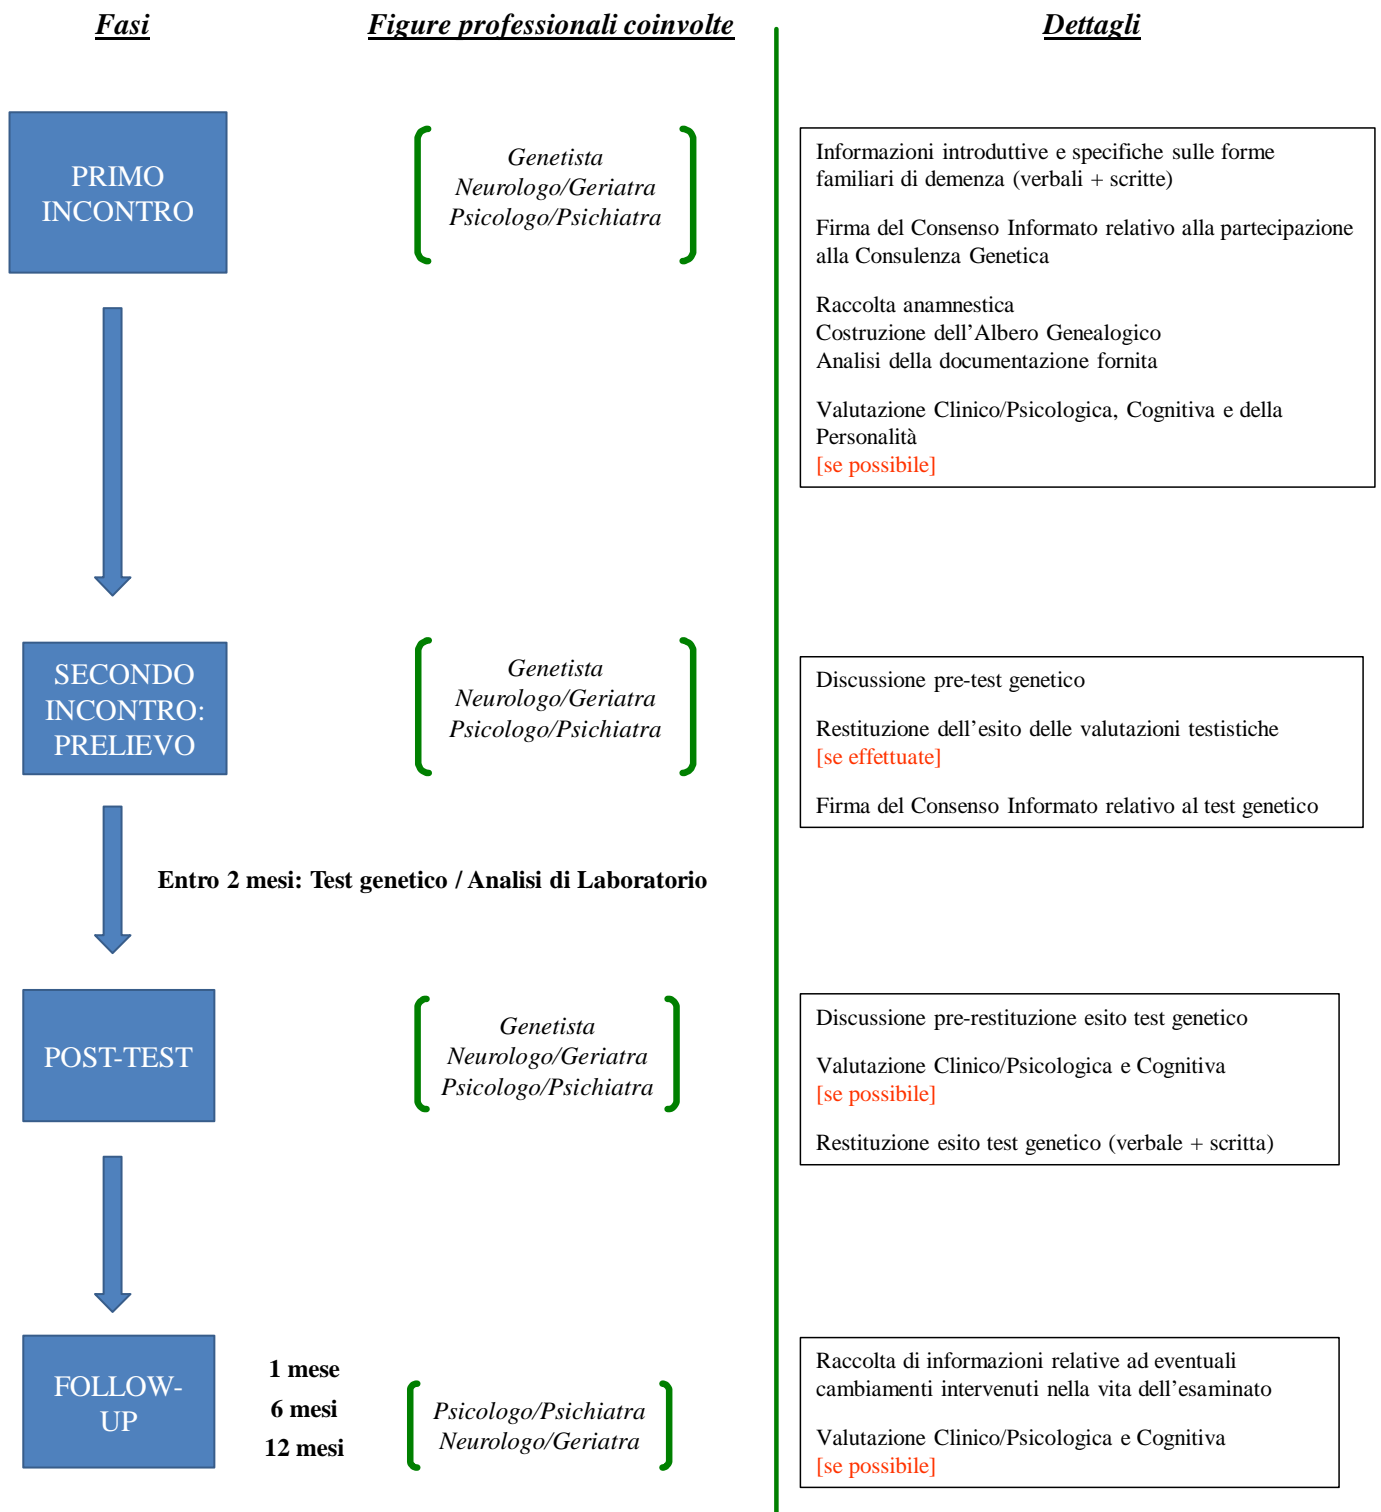 Fasi
Figure professionali coinvolte
Dettagli
PRIMO
INCONTRO
Genetista
Neurologo/Geriatra
Psicologo/Psichiatra
Informazioni introduttive e specifiche sulle forme
familiari di demenza (verbali + scritte)
Firma del Consenso Informato relativo alla partecipazione
alla Consulenza Genetica
Raccolta anamnestica
Costruzione dell’Albero Genealogico
Analisi della documentazione fornita
Valutazione Clinico/Psicologica, Cognitiva e della
Personalità
[se possibile]
SECONDO
INCONTRO:
PRELIEVO
Genetista
Neurologo/Geriatra
Psicologo/Psichiatra
Discussione pre-test genetico
Restituzione dell’esito delle valutazioni testistiche
[se effettuate]
Firma del Consenso Informato relativo al test genetico
Entro 2 mesi: Test genetico / Analisi di Laboratorio
POST-TEST
Genetista
Neurologo/Geriatra
Psicologo/Psichiatra
Discussione pre-restituzione esito test genetico
Valutazione Clinico/Psicologica e Cognitiva
[se possibile]
Restituzione esito test genetico (verbale + scritta)
FOLLOW-
UP
1 mese
6 mesi
12 mesi
Psicologo/Psichiatra
Neurologo/Geriatra
Raccolta di informazioni relative ad eventuali
cambiamenti intervenuti nella vita dell’esaminato
Valutazione Clinico/Psicologica e Cognitiva
[se possibile]